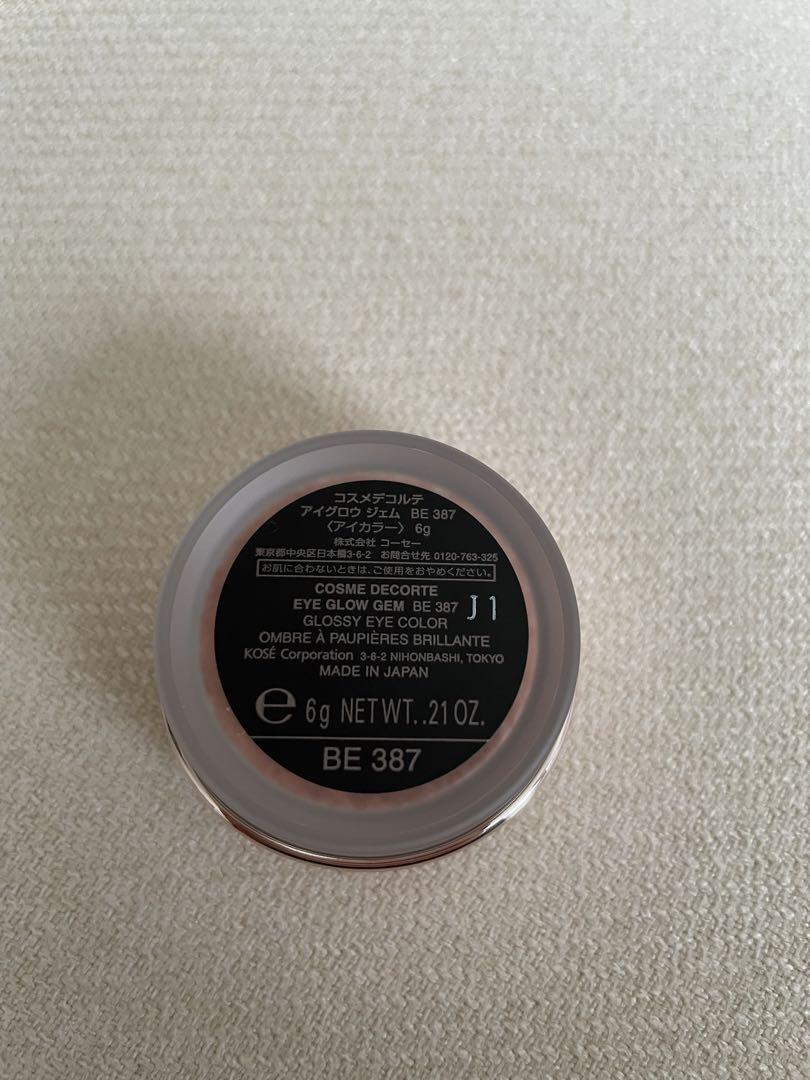 コスメデコルテ
アイグロウ ジェム BE 387
〈アイカラー〉 6g
株式会社 コーセー
東京都中央区日本橋3-6-2 お問合せ先 0120-763-325
お肌に合わないときは、ご使用をおやめください。
COSME DECORTE
EYE GLOW GEM BE 387 J1
GLOSSY EYE COLOR
OMBRE À PAUPIÈRES BRILLANTE
KOSÉ Corporation 3-6-2 NIHONBASHI, TOKYO
MADE IN JAPAN
e 6g NET WT. .21 OZ.
BE 387